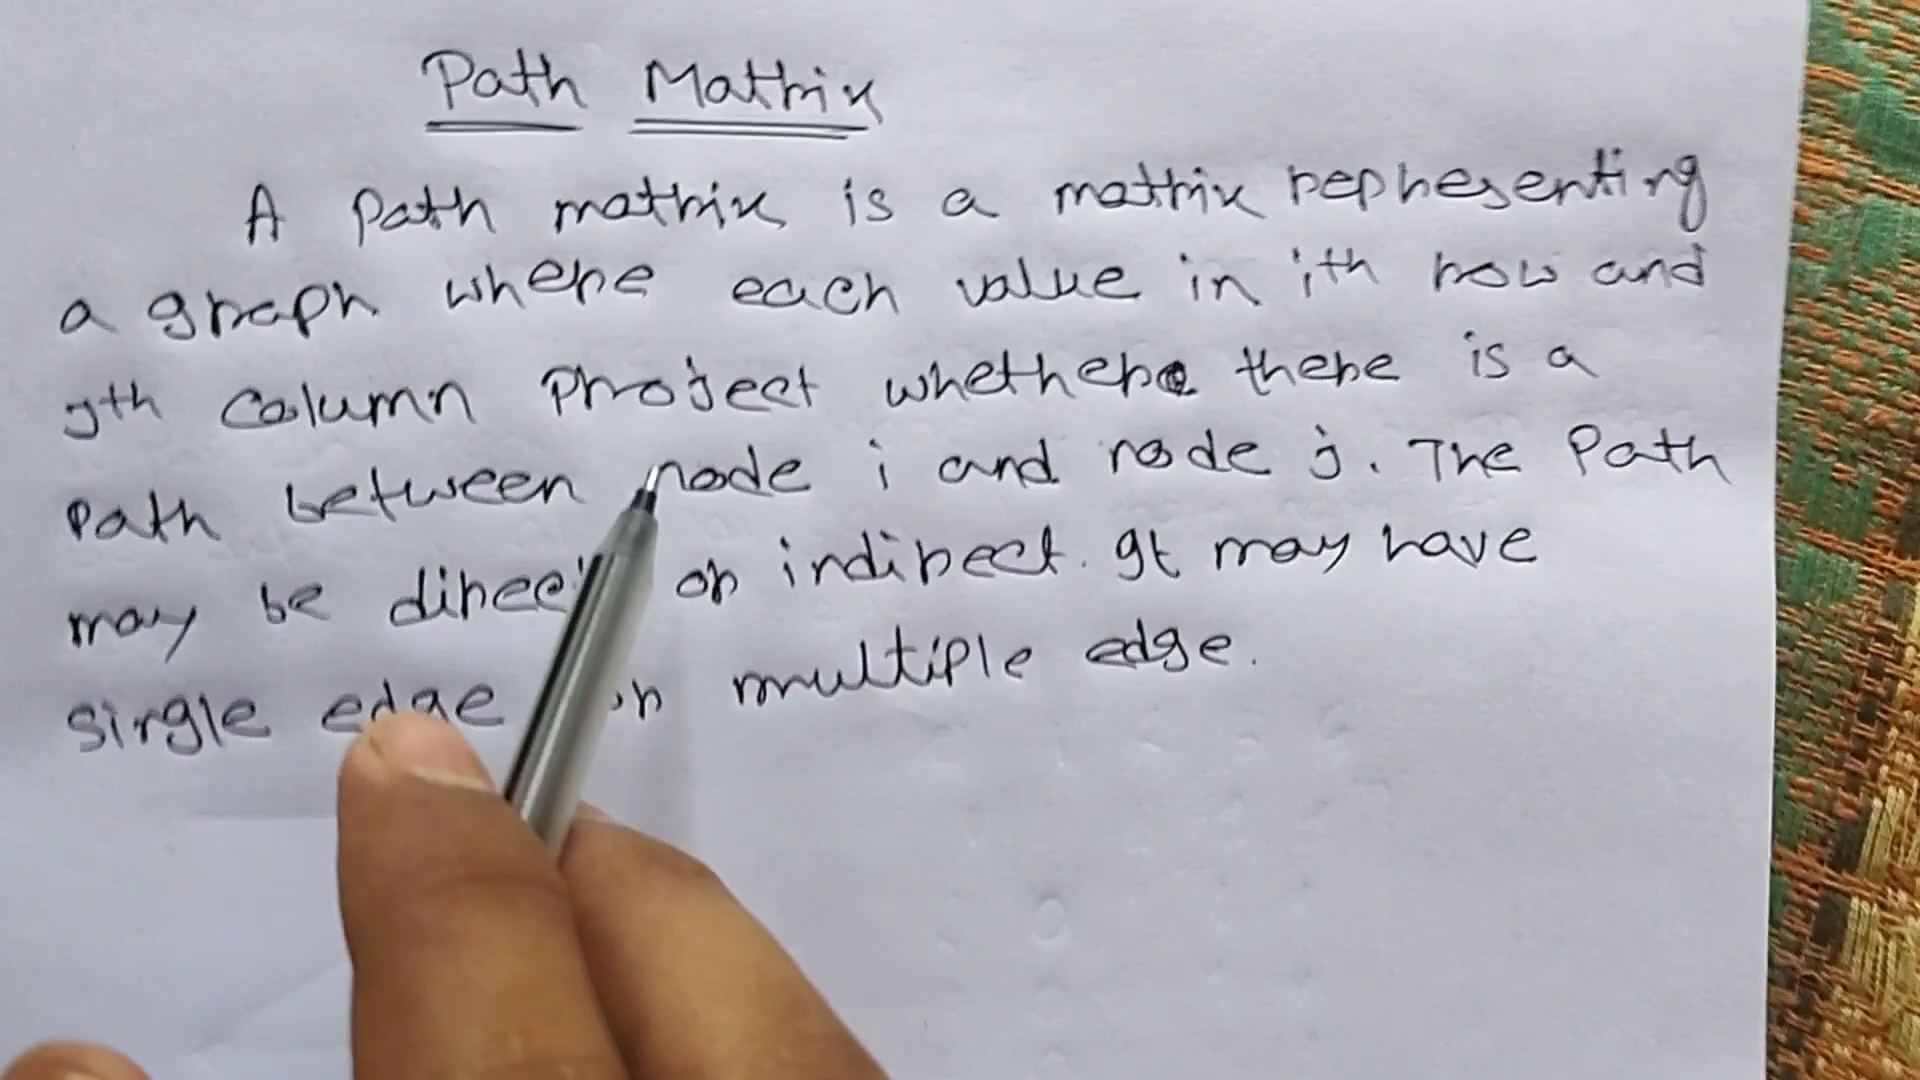 Path Matrix
A Path matrix is a matrix representing
a graph where each value in ith row and
jth Column Project whether there is a
Path between node i and node j. The Path
may be direct or indirect. It may have
single edge or multiple edge.